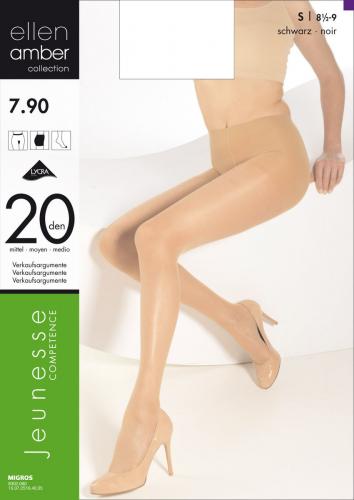 ellen
amber
collection
S | 8½-9
schwarz - noir
7.90
LYCRA
20 den
mittel - moyen - medio
Verkaufsargumente
Verkaufsargumente
Verkaufsargumente
Jeunesse
COMPETENCE
MIGROS